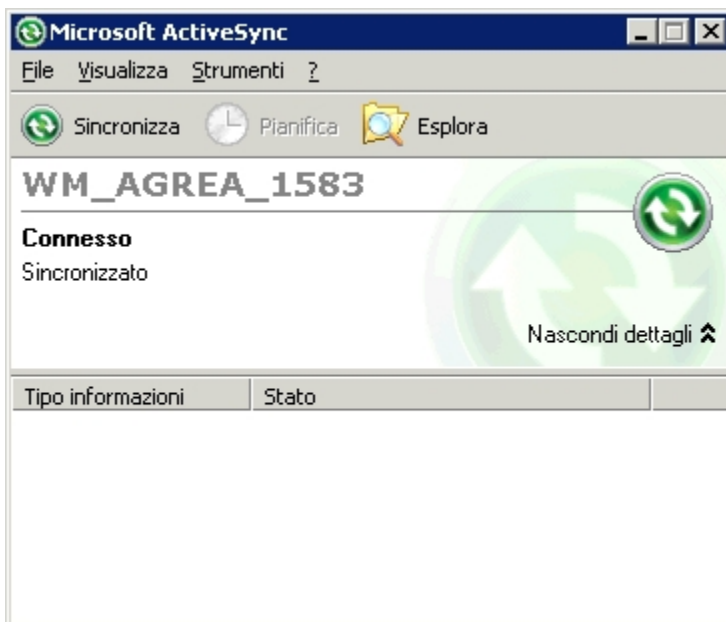 Microsoft ActiveSync
File Visualizza Strumenti ?
Sincronizza Pianifica Esplora
WM_AGREA_1583
Connesso
Sincronizzato
Nascondi dettagli
Tipo informazioni Stato